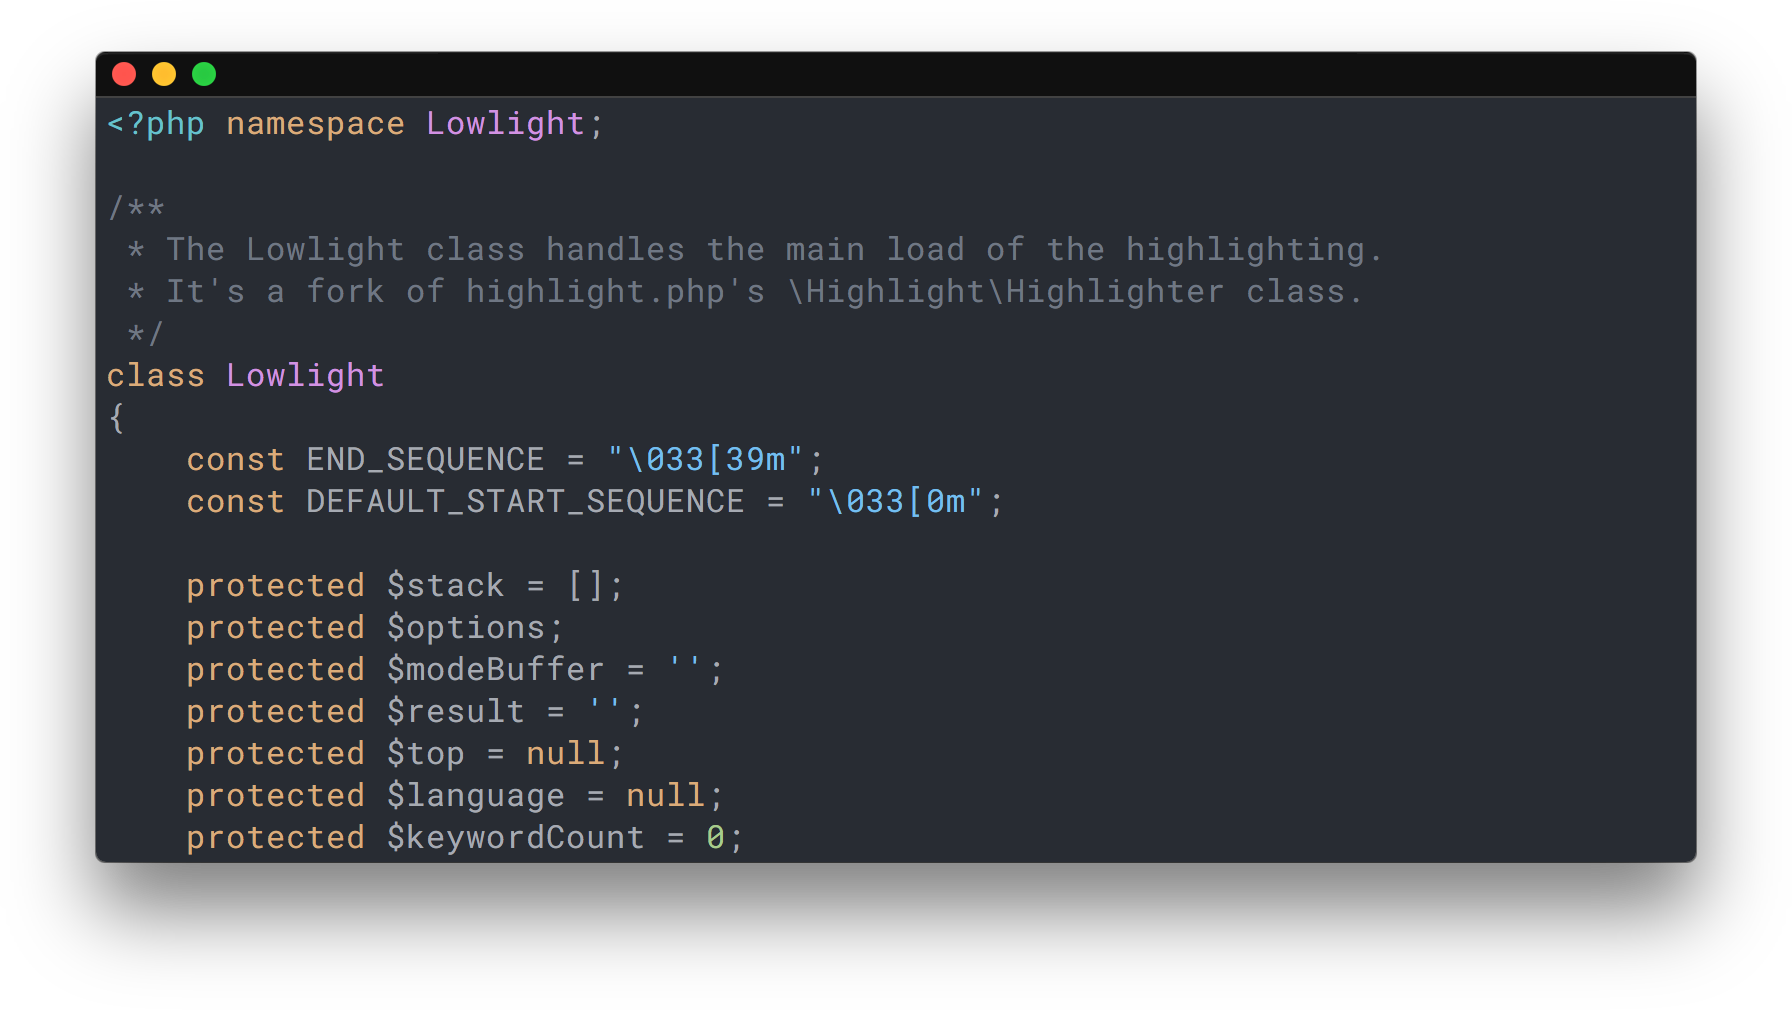 <?php namespace Lowlight;

/**
 * The Lowlight class handles the main load of the highlighting.
 * It's a fork of highlight.php's \Highlight\Highlighter class.
 */
class Lowlight
{
    const END_SEQUENCE = "\033[39m";
    const DEFAULT_START_SEQUENCE = "\033[0m";

    protected $stack = [];
    protected $options;
    protected $modeBuffer = '';
    protected $result = '';
    protected $top = null;
    protected $language = null;
    protected $keywordCount = 0;